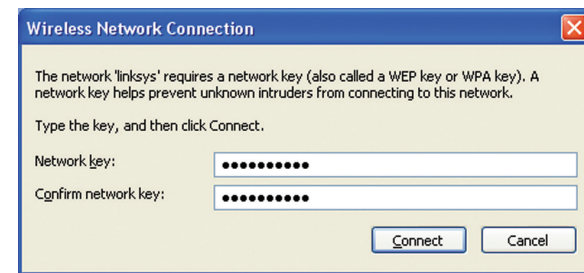 Wireless Network Connection
The network 'linksys' requires a network key (also called a WEP key or WPA key). A
network key helps prevent unknown intruders from connecting to this network.
Type the key, and then click Connect.
Network key: ●●●●●●●●●●
Confirm network key: ●●●●●●●●●●
Connect Cancel